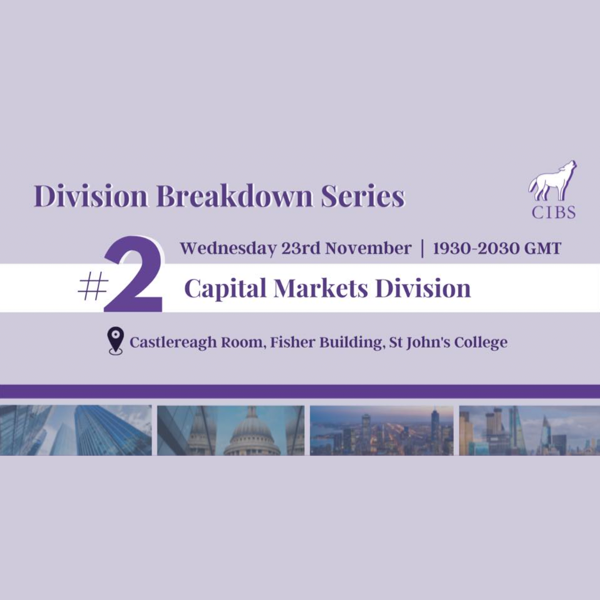 Division Breakdown Series
CIBS
Wednesday 23rd November | 1930-2030 GMT
#2 Capital Markets Division
Castlereagh Room, Fisher Building, St John's College